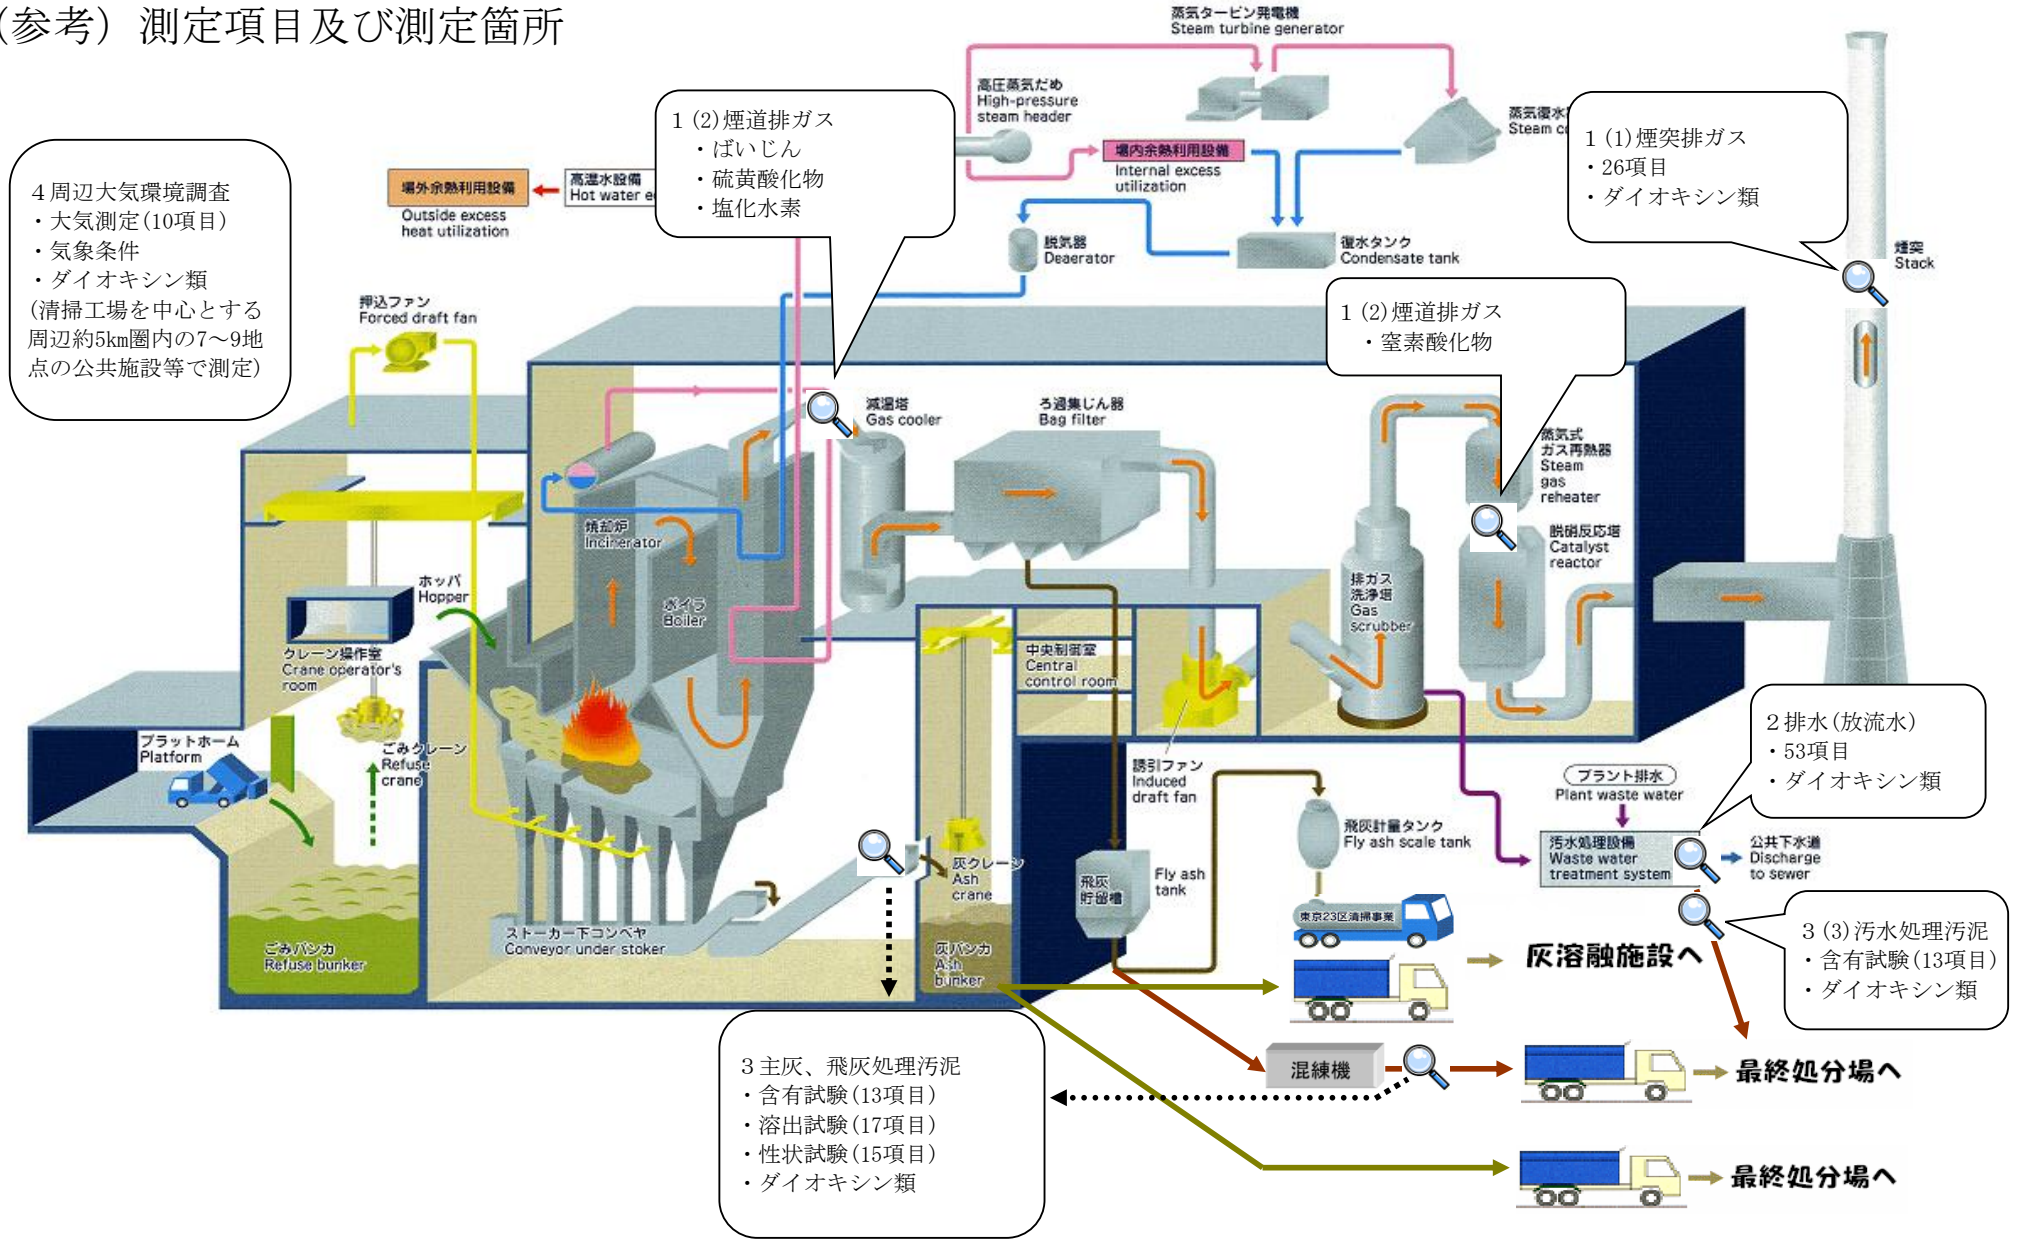 (参考) 測定項目及び測定箇所
蒸気タービン発電機
Steam turbine generator
高圧蒸気だめ
High-pressure
steam header
蒸気復水
Steam
場内余熱利用設備
Internal excess
utilization
場外余熱利用設備
Outside excess
heat utilization
高温水設備
Hot water
脱気器
Deaerator
復水タンク
Condensate tank
煙突
Stack
1 (2)煙道排ガス
・ばいじん
・硫黄酸化物
・塩化水素
1 (1)煙突排ガス
・26項目
・ダイオキシン類
4 周辺大気環境調査
・大気測定(10項目)
・気象条件
・ダイオキシン類
(清掃工場を中心とする
周辺約5km圏内の7～9地
点の公共施設等で測定)
1 (2)煙道排ガス
・窒素酸化物
押込ファン
Forced draft fan
減温塔
Gas cooler
ろ過集じん器
Bag filter
蒸気式
ガス再熱器
Steam
gas
reheater
脱硝反応塔
Catalyst
reactor
焼却炉
Incinerator
ボイラ
Boiler
ホッパ
Hopper
排ガス
洗浄塔
Gas
scrubber
クレーン操作室
Crane operator's
room
中央制御室
Central
control room
プラットホーム
Platform
ごみクレーン
Refuse
crane
誘引ファン
Induced
draft fan
2 排水(放流水)
・53項目
・ダイオキシン類
プラント排水
Plant waste water
飛灰計量タンク
Fly ash scale tank
汚水処理設備
Waste water
treatment system
公共下水道
Discharge
to sewer
灰クレーン
Ash
crane
飛灰
貯留槽
Fly ash
tank
ストーカー下コンベヤ
Conveyor under stoker
ごみバンカ
Refuse bunker
灰バンカ
Ash
bunker
東京23区清掃事業
灰溶融施設へ
3 (3)汚水処理汚泥
・含有試験(13項目)
・ダイオキシン類
3 主灰、飛灰処理汚泥
・含有試験(13項目)
・溶出試験(17項目)
・性状試験(15項目)
・ダイオキシン類
混練機
最終処分場へ
最終処分場へ